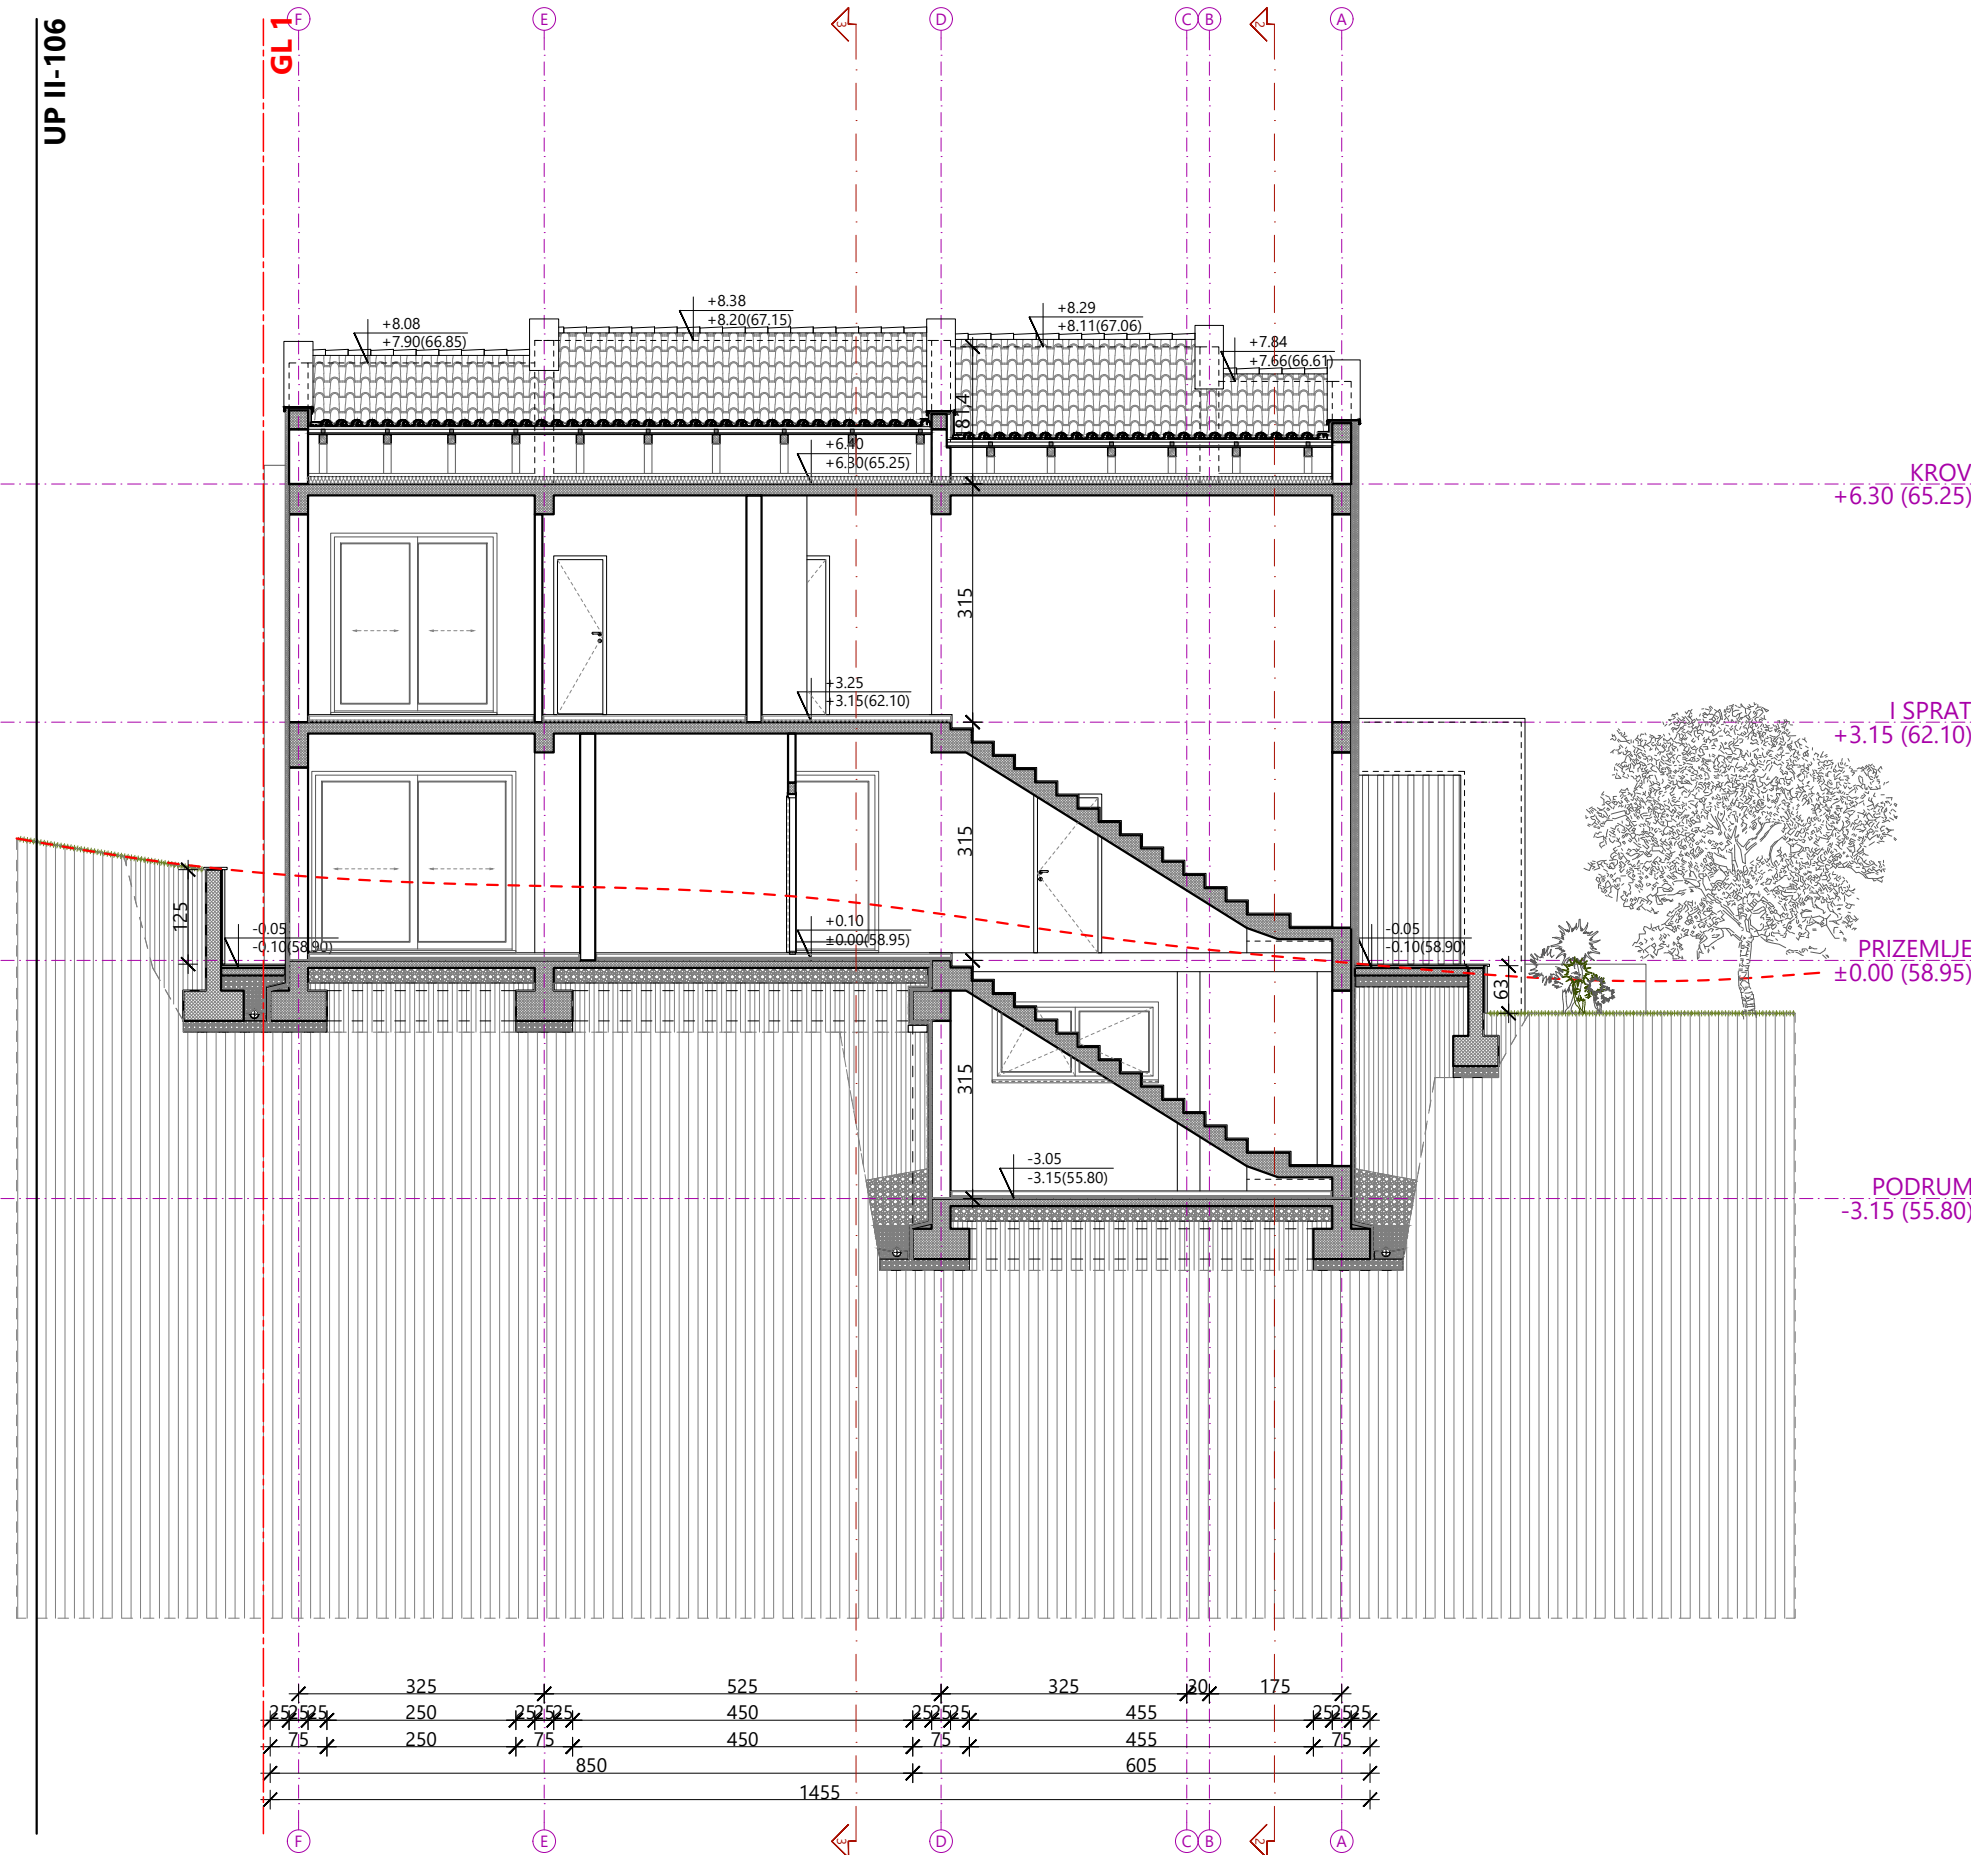 UP II-106
GL 1
F
E
3
D
C
B
2
A
+8.08
+7.90(66.85)
+8.38
+8.20(67.15)
+8.29
+8.11(67.06)
+7.84
+7.66(66.61)
+6.40
+6.30(65.25)
KROV
+6.30 (65.25)
315
+3.25
+3.15(62.10)
I SPRAT
+3.15 (62.10)
315
125
-0.05
-0.10(58.90)
+0.10
±0.00(58.95)
-0.05
-0.10(58.90)
PRIZEMLJE
±0.00 (58.95)
63
315
-3.05
-3.15(55.80)
PODRUM
-3.15 (55.80)
325 525 325 30 175
25 25 25 250 25 25 25 450 25 25 25 455 25 25 25
75 250 75 450 75 455 75
850 605
1455
F
E
3
D
C
B
2
A